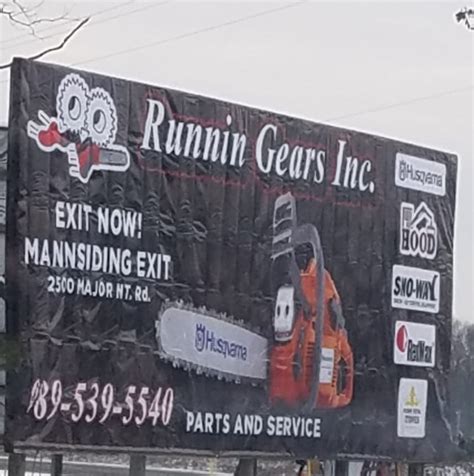 Runnin Gears Inc.
EXIT NOW!
MANNSIDING EXIT
2500 MAJOR MT. Rd.
989-539-5540
PARTS AND SERVICE
Husqvarna
Husqvarna
HOOD
SNO-WAY
RedMax